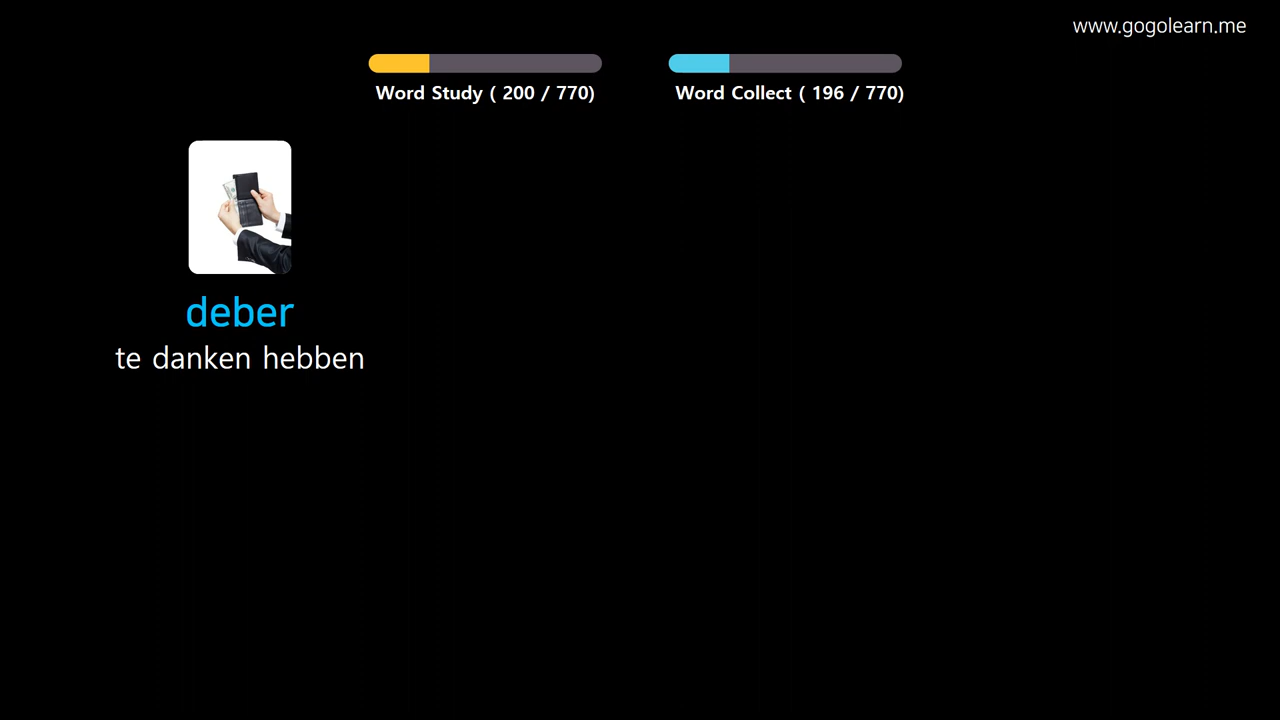 www.gogolearn.me
Word Study ( 200 / 770)
Word Collect ( 196 / 770)
deber
te danken hebben